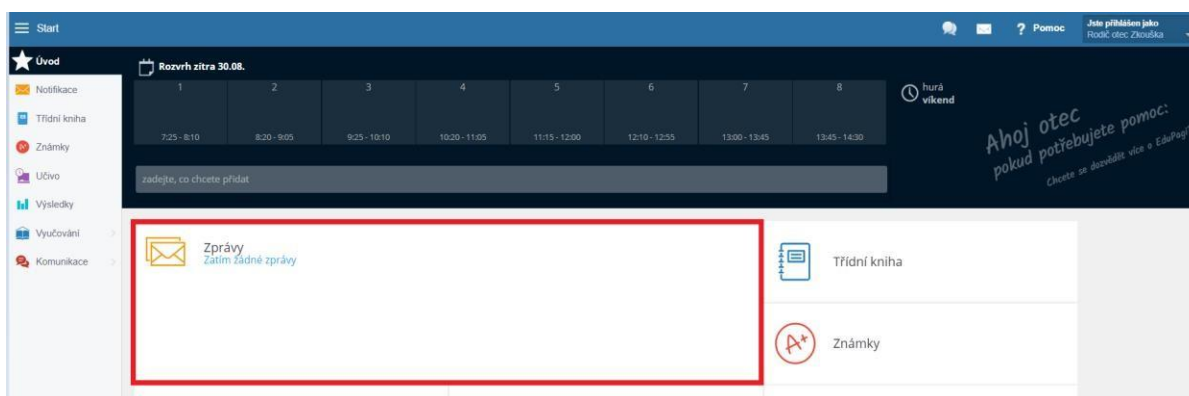 Start
? Pomoc
Jste přihlášen jako
Rodič otec Zkouška
Úvod
Notifikace
Třídní kniha
Známky
Učivo
Výsledky
Vyučování
Komunikace
Rozvrh zítra 30.08.
1 2 3 4 5 6 7 8
7:25 - 8:10 8:20 - 9:05 9:25 - 10:10 10:20 - 11:05 11:15 - 12:00 12:10 - 12:55 13:00 - 13:45 13:45 - 14:30
hurá
víkend
Ahoj otec
pokud potřebujete pomoc:
Chcete se dozvědět více o EduPage
zadejte, co chcete přidat
Zprávy
Zatím žádné zprávy
Třídní kniha
A+
Známky